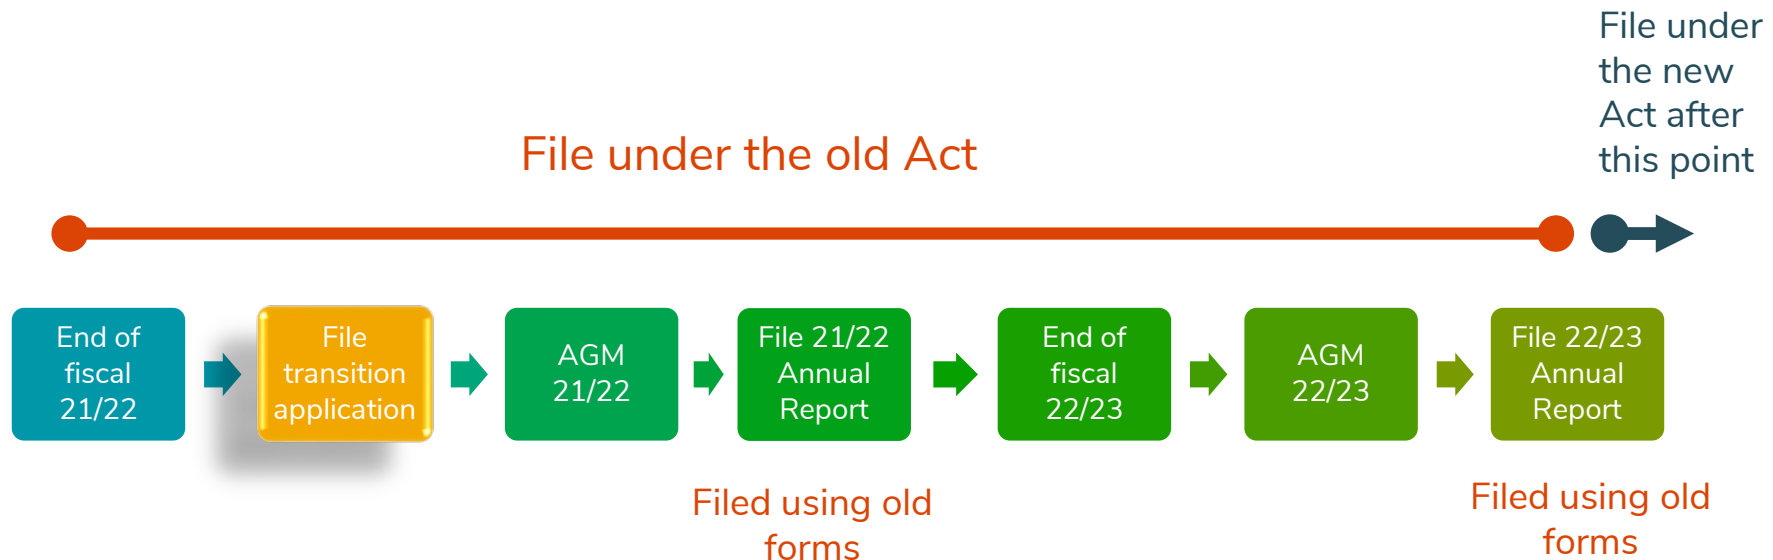 File under
the new
Act after
this point
File under the old Act
End of
fiscal
21/22
File
transition
application
AGM
21/22
File 21/22
Annual
Report
End of
fiscal
22/23
AGM
22/23
File 22/23
Annual
Report
Filed using old
forms
Filed using old
forms